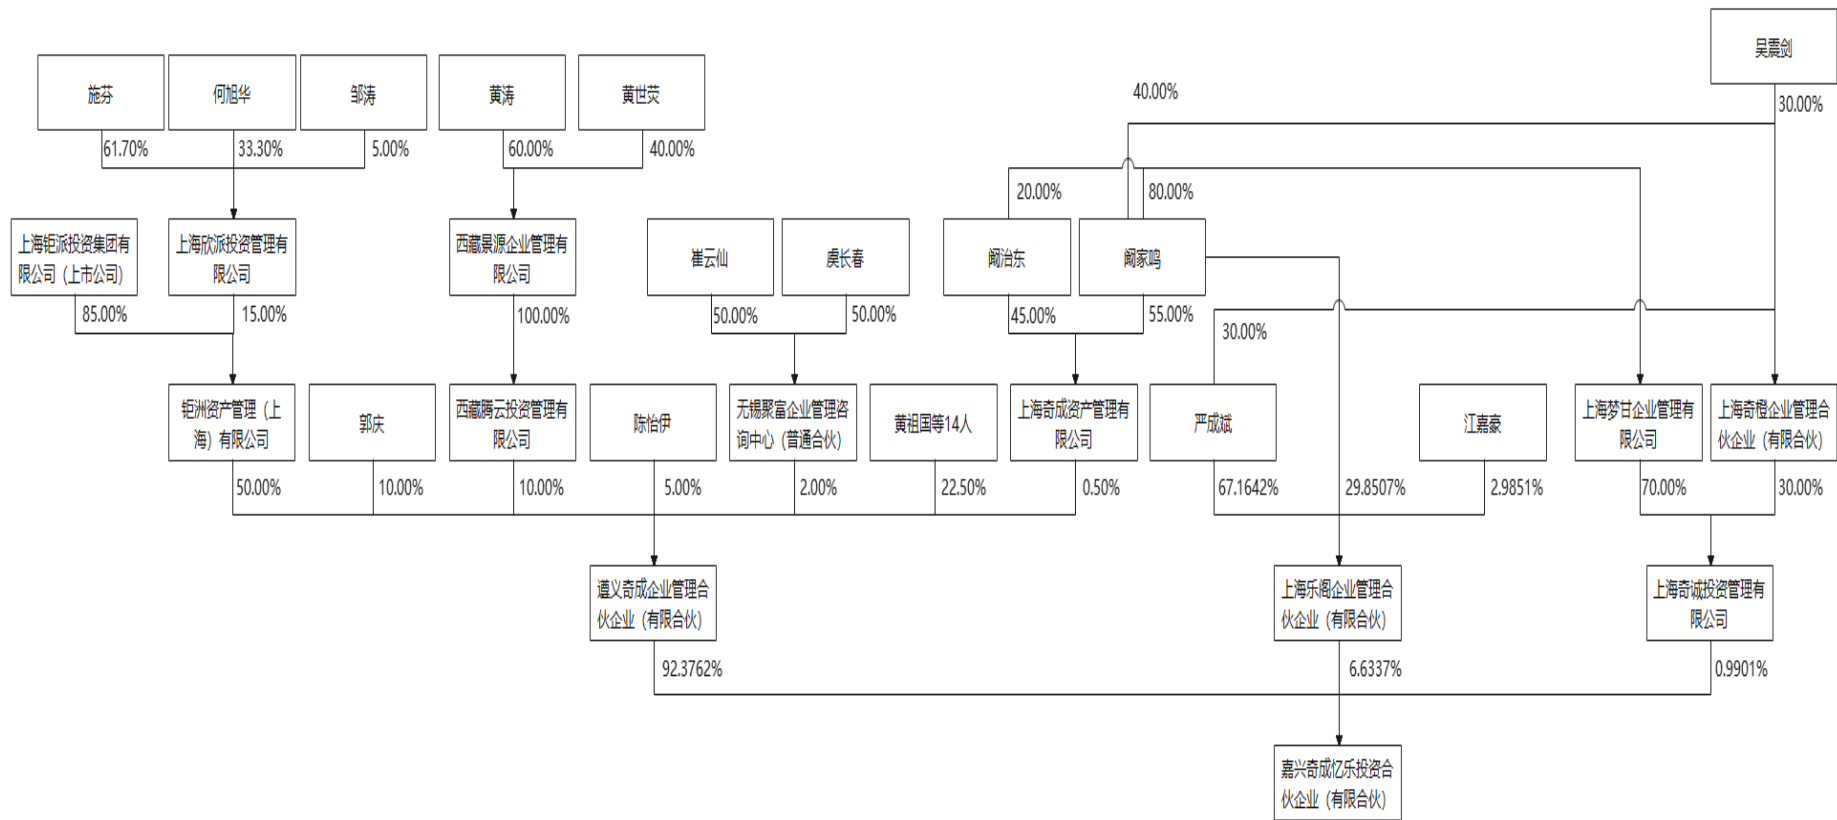 吴震剑
40.00%
30.00%
施芬
何旭华
邹涛
黄涛
黄世荧
61.70%
33.30%
5.00%
60.00%
40.00%
20.00%
80.00%
上海钜派投资集团有
限公司（上市公司）
上海欣派投资管理有
限公司
西藏景源企业管理有
限公司
崔云仙
虞长春
阚治东
阚家鸣
85.00%
15.00%
100.00%
50.00%
50.00%
45.00%
55.00%
30.00%
钜洲资产管理（上
海）有限公司
郭庆
西藏腾云投资管理有
限公司
陈怡伊
无锡聚富企业管理咨
询中心（普通合伙）
黄祖国等14人
上海奇成资产管理有
限公司
严成斌
江嘉豪
上海梦甘企业管理有
限公司
上海奇橙企业管理合
伙企业（有限合伙）
50.00%
10.00%
10.00%
5.00%
2.00%
22.50%
0.50%
67.1642%
29.8507%
2.9851%
70.00%
30.00%
遵义奇成企业管理合
伙企业（有限合伙）
上海乐阁企业管理合
伙企业（有限合伙）
上海奇诚投资管理有
限公司
92.3762%
6.6337%
0.9901%
嘉兴奇成忆乐投资合
伙企业（有限合伙）